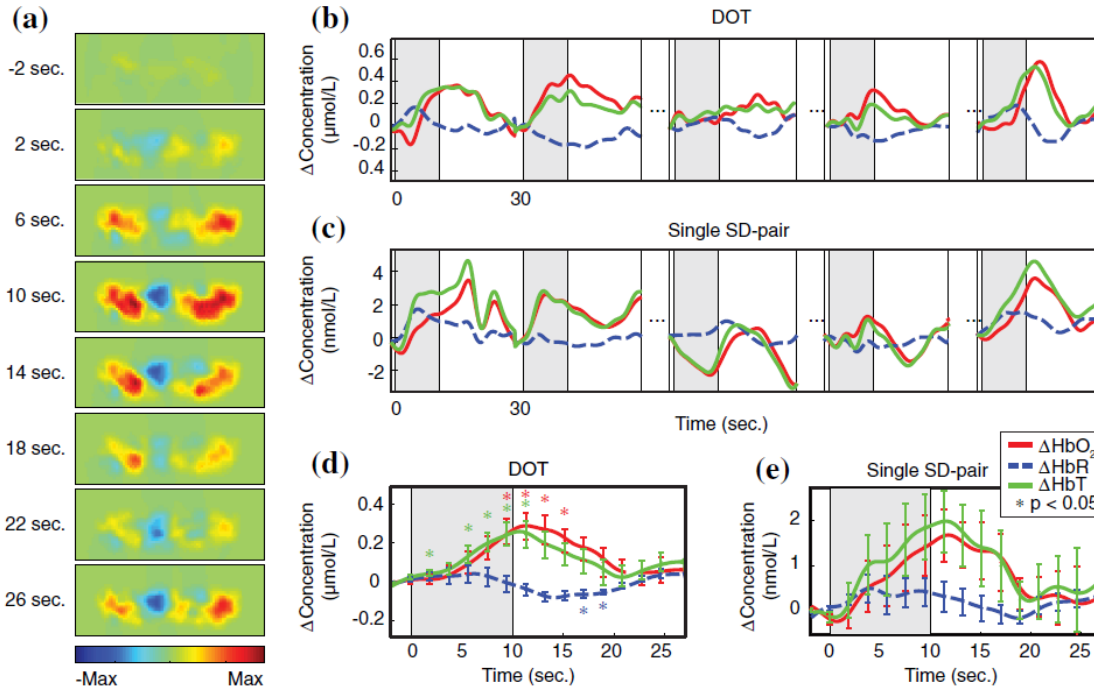 (a)
-2 sec.
2 sec.
6 sec.
10 sec.
14 sec.
18 sec.
22 sec.
26 sec.
-Max Max
(b) DOT
ΔConcentration
(μmol/L)
0.6
0.4
0.2
0
-0.2
0.4
... ... ...
0 30
(c) Single SD-pair
ΔConcentration
(nmol/L)
4
2
0
-2
... ... ...
0 30
Time (sec.)
(d) DOT
ΔConcentration
(μmol/L)
0.4
0.2
0
-0.2
* * * * * * * * * * *
0 5 10 15 20 25
Time (sec.)
(e) Single SD-pair
ΔHbO2
ΔHbR
ΔHbT
* p < 0.05
ΔConcentration
(nmol/L)
2
1
0
0 5 10 15 20 25
Time (sec.)